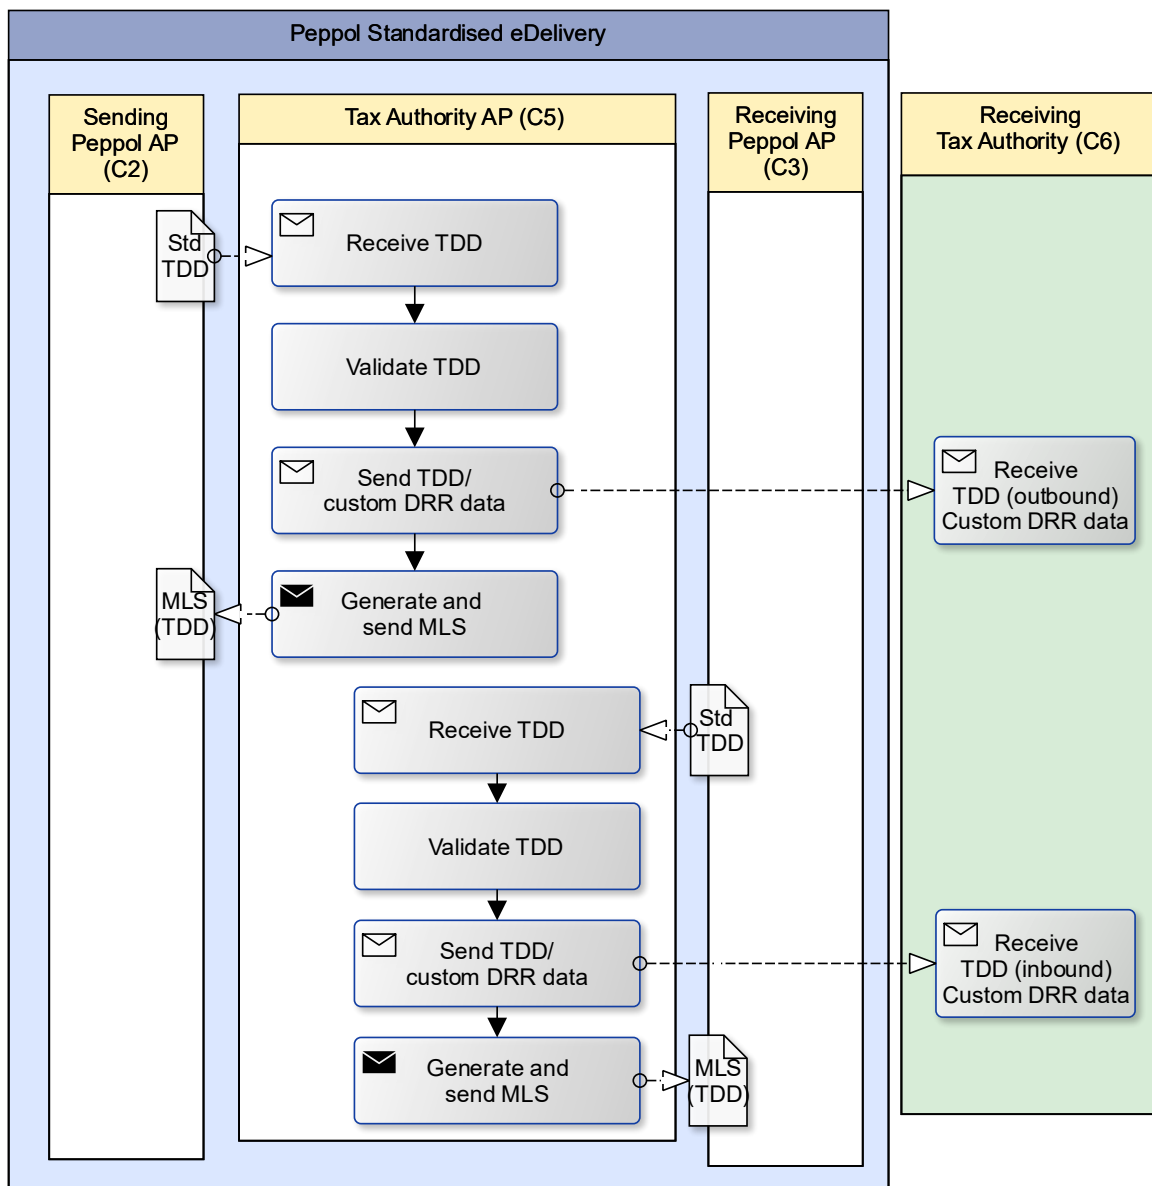 Peppol Standardised eDelivery
Sending
Peppol AP
(C2)
Tax Authority AP (C5)
Receiving
Peppol AP
(C3)
Receiving
Tax Authority (C6)
Std
TDD
Receive TDD
Validate TDD
Send TDD/
custom DRR data
Receive
TDD (outbound)
Custom DRR data
MLS
(TDD)
Generate and
send MLS
Receive TDD
Std
TDD
Validate TDD
Send TDD/
custom DRR data
Receive
TDD (inbound)
Custom DRR data
Generate and
send MLS
MLS
(TDD)